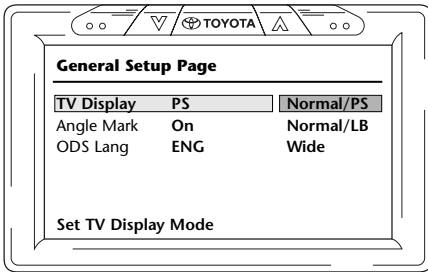 TOYOTA
General Setup Page
TV Display PS Normal/PS
Angle Mark On Normal/LB
ODS Lang ENG Wide
Set TV Display Mode